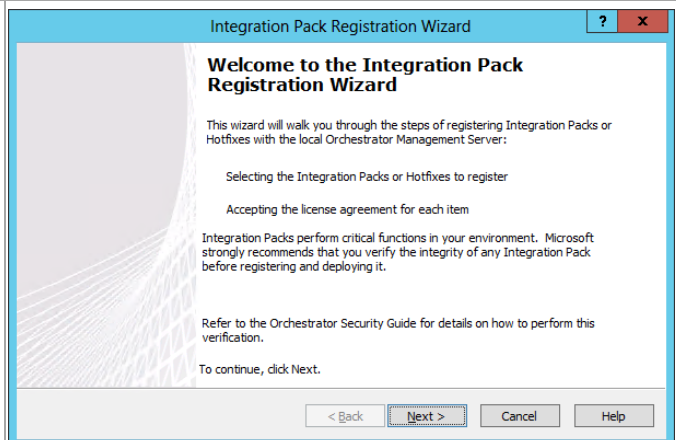 Integration Pack Registration Wizard
? x
Welcome to the Integration Pack
Registration Wizard
This wizard will walk you through the steps of registering Integration Packs or
Hotfixes with the local Orchestrator Management Server:
Selecting the Integration Packs or Hotfixes to register
Accepting the license agreement for each item
Integration Packs perform critical functions in your environment.  Microsoft
strongly recommends that you verify the integrity of any Integration Pack
before registering and deploying it.
Refer to the Orchestrator Security Guide for details on how to perform this
verification.
To continue, click Next.
< Back Next > Cancel Help